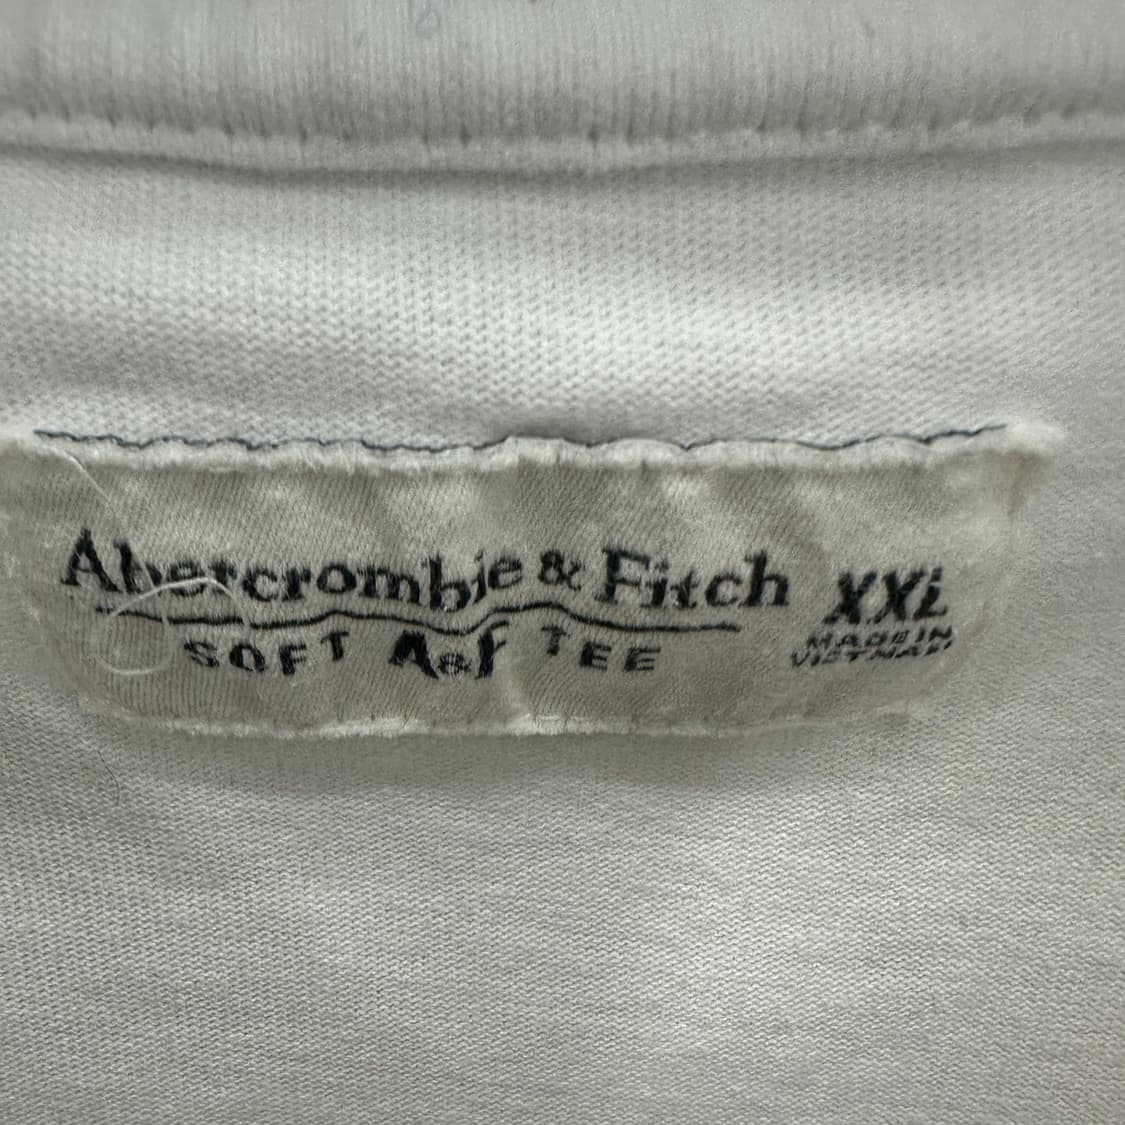 Abercrombie & Fitch XXL
SOFT A&F TEE
MADE IN
VIETNAM